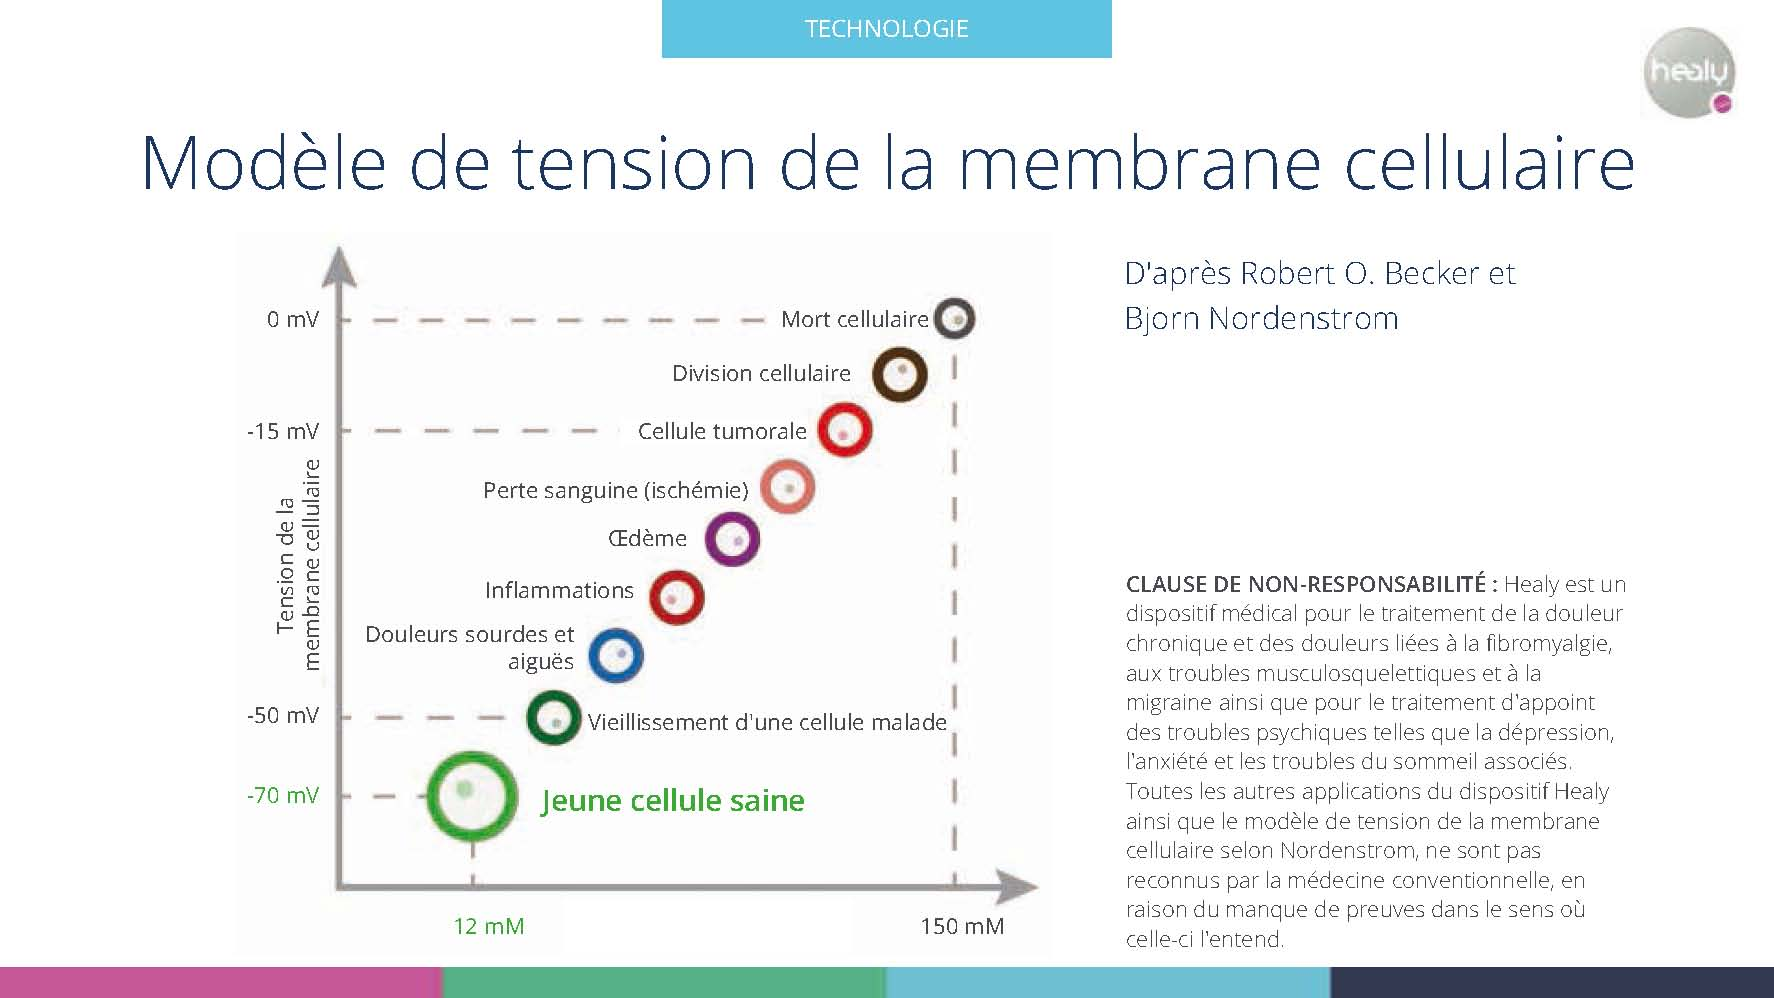 TECHNOLOGIE
healy
Modèle de tension de la membrane cellulaire
D'après Robert O. Becker et
Bjorn Nordenstrom
0 mV
Mort cellulaire
Division cellulaire
-15 mV
Cellule tumorale
Perte sanguine (ischémie)
Œdème
Inflammations
Douleurs sourdes et
aiguës
Tension de la
membrane cellulaire
-50 mV
Vieillissement d'une cellule malade
-70 mV
Jeune cellule saine
12 mM
150 mM
CLAUSE DE NON-RESPONSABILITÉ : Healy est un
dispositif médical pour le traitement de la douleur
chronique et des douleurs liées à la fibromyalgie,
aux troubles musculosquelettiques et à la
migraine ainsi que pour le traitement d'appoint
des troubles psychiques telles que la dépression,
l'anxiété et les troubles du sommeil associés.
Toutes les autres applications du dispositif Healy
ainsi que le modèle de tension de la membrane
cellulaire selon Nordenstrom, ne sont pas
reconnus par la médecine conventionnelle, en
raison du manque de preuves dans le sens où
celle-ci l'entend.